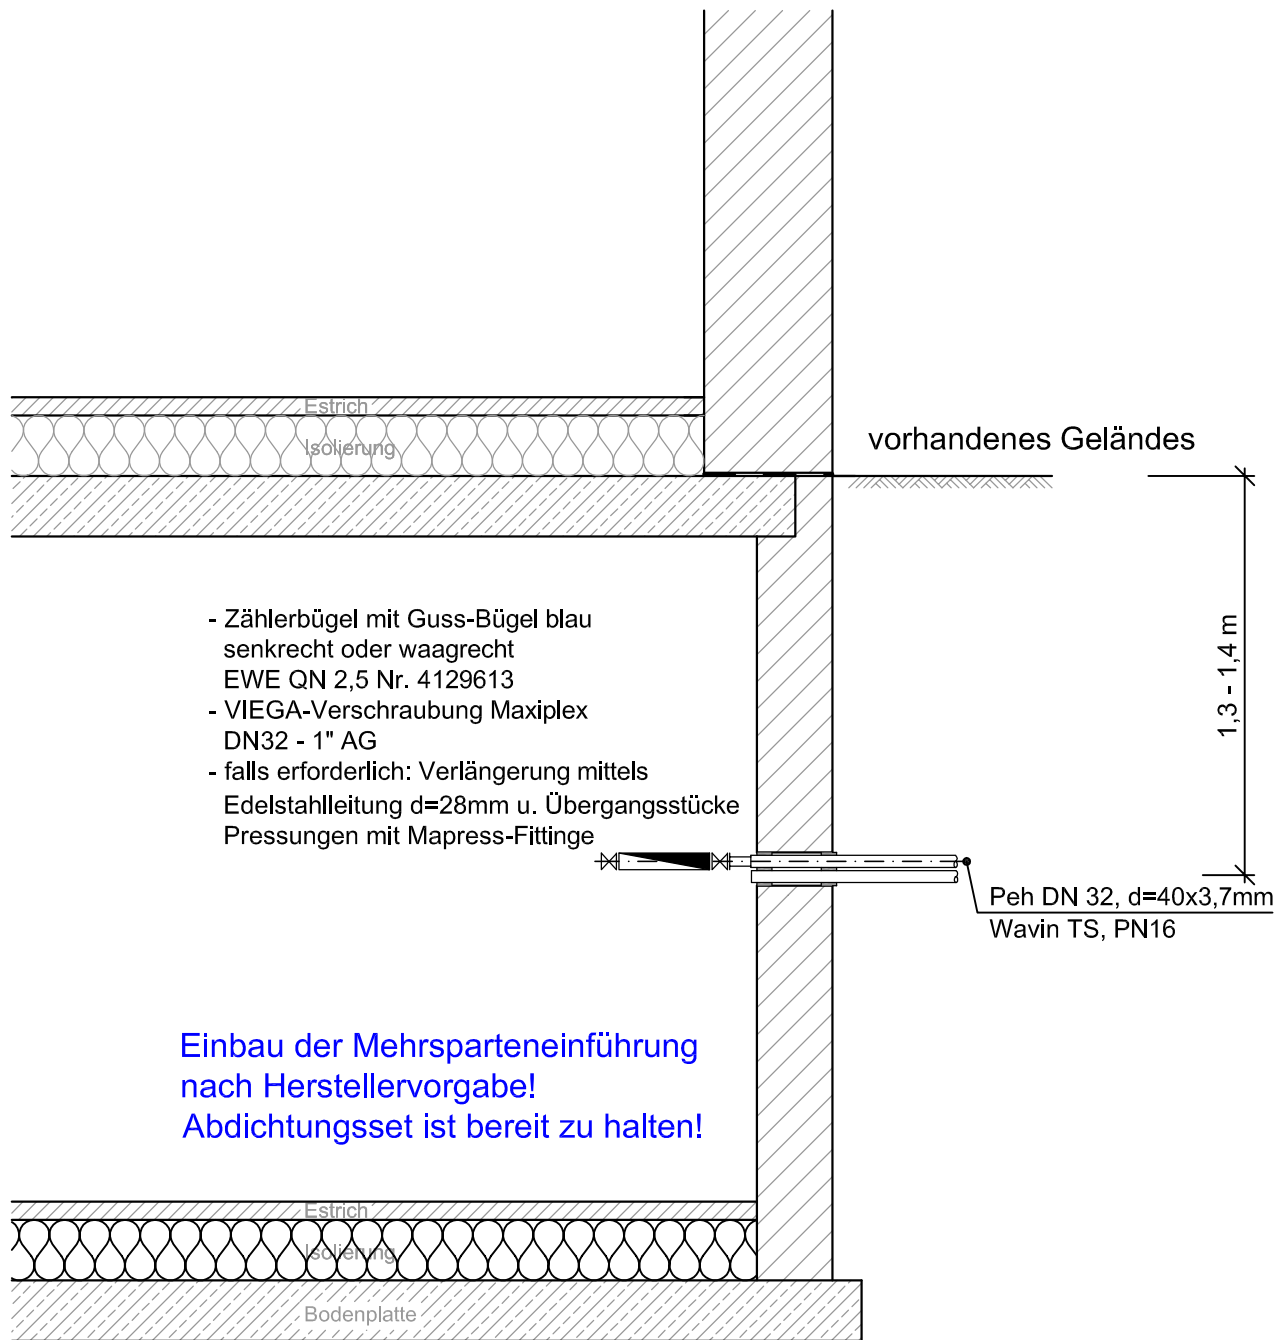 Estrich
Isolierung
vorhandenes Geländes
- Zählerbügel mit Guss-Bügel blau
senkrecht oder waagrecht
EWE QN 2,5 Nr. 4129613
- VIEGA-Verschraubung Maxiplex
DN32 - 1" AG
- falls erforderlich: Verlängerung mittels
Edelstahlleitung d=28mm u. Übergangsstücke
Pressungen mit Mapress-Fittinge
1,3 - 1,4 m
Peh DN 32, d=40x3,7mm
Wavin TS, PN16
Einbau der Mehrsparteneinführung
nach Herstellervorgabe!
Abdichtungsset ist bereit zu halten!
Estrich
Isolierung
Bodenplatte